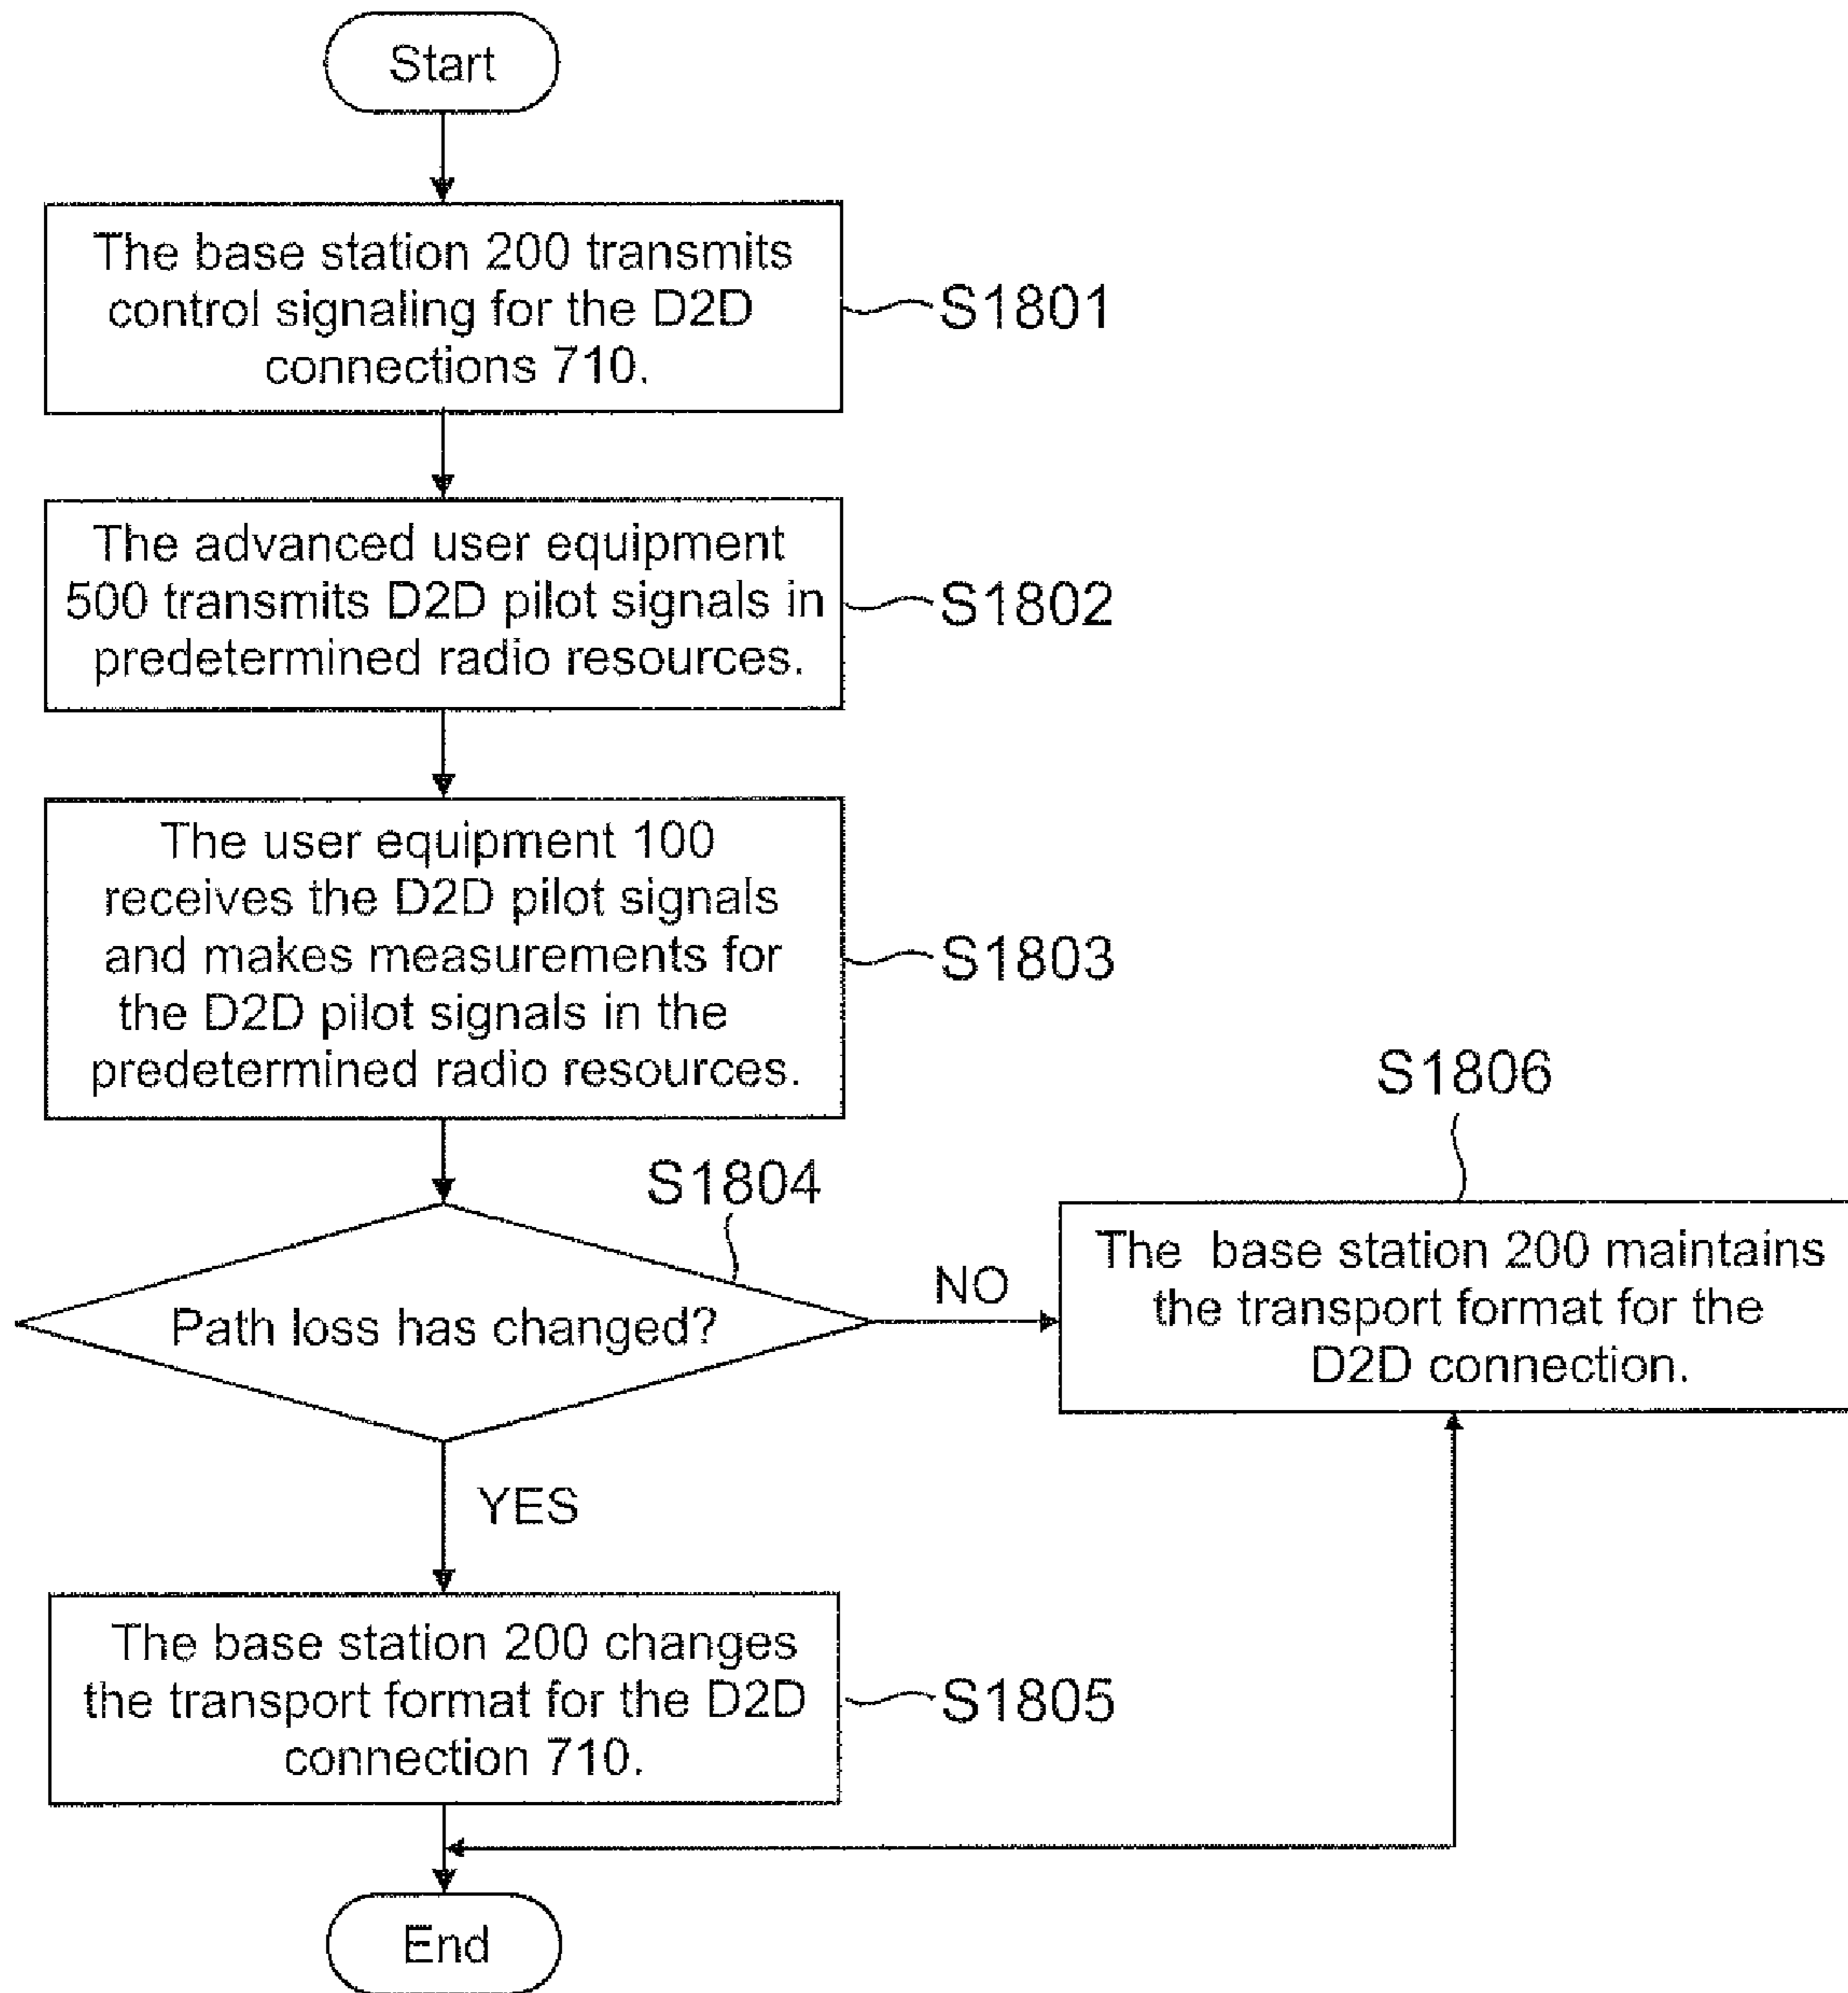 Start
The base station 200 transmits
control signaling for the D2D
connections 710.
S1801
The advanced user equipment
500 transmits D2D pilot signals in
predetermined radio resources.
S1802
The user equipment 100
receives the D2D pilot signals
and makes measurements for
the D2D pilot signals in the
predetermined radio resources.
S1803
S1804
Path loss has changed?
NO
S1806
The base station 200 maintains
the transport format for the
D2D connection.
YES
The base station 200 changes
the transport format for the D2D
connection 710.
S1805
End